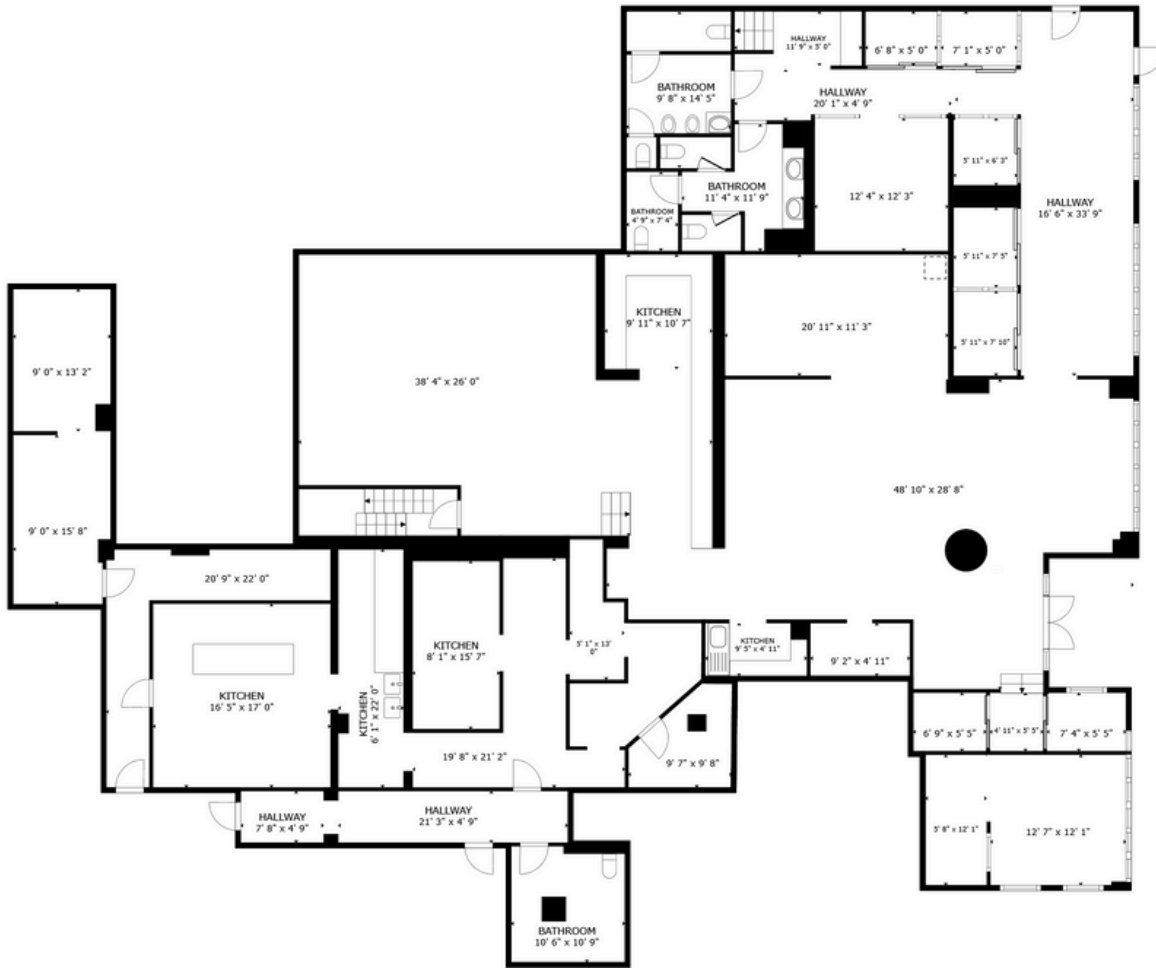 HALLWAY
11' 9" x 5' 0"
6' 8" x 5' 0"
7' 1" x 5' 0"
BATHROOM
9' 8" x 14' 5"
HALLWAY
20' 1" x 4' 9"
5' 11" x 6' 3"
BATHROOM
11' 4" x 11' 9"
12' 4" x 12' 3"
HALLWAY
16' 6" x 33' 9"
BATHROOM
4' 9" x 7' 4"
5' 11" x 7' 5"
KITCHEN
9' 11" x 10' 7"
20' 11" x 11' 3"
5' 11" x 7' 10"
9' 0" x 13' 2"
38' 4" x 26' 0"
48' 10" x 28' 8"
9' 0" x 15' 8"
20' 9" x 22' 0"
KITCHEN
8' 1" x 15' 7"
5' 1" x 13'
0"
KITCHEN
9' 5" x 4' 11"
9' 2" x 4' 11"
KITCHEN
16' 5" x 17' 0"
KITCHEN
6' 1" x 22' 0"
19' 8" x 21' 2"
9' 7" x 9' 8"
6' 9" x 5' 5"
4' 11" x 5' 5"
7' 4" x 5' 5"
HALLWAY
7' 8" x 4' 9"
HALLWAY
21' 3" x 4' 9"
5' 8" x 12' 1"
12' 7" x 12' 1"
BATHROOM
10' 6" x 10' 9"